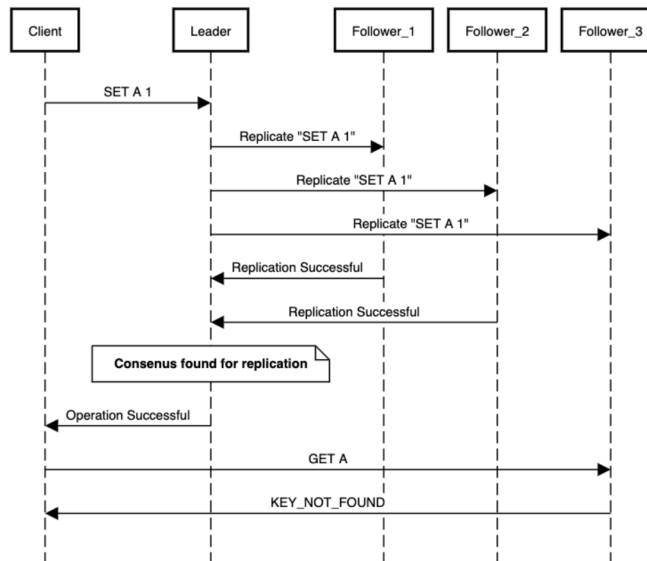 Client
Leader
Follower_1
Follower_2
Follower_3
SET A 1
Replicate "SET A 1"
Replicate "SET A 1"
Replicate "SET A 1"
Replication Successful
Replication Successful
Consenus found for replication
Operation Successful
GET A
KEY_NOT_FOUND